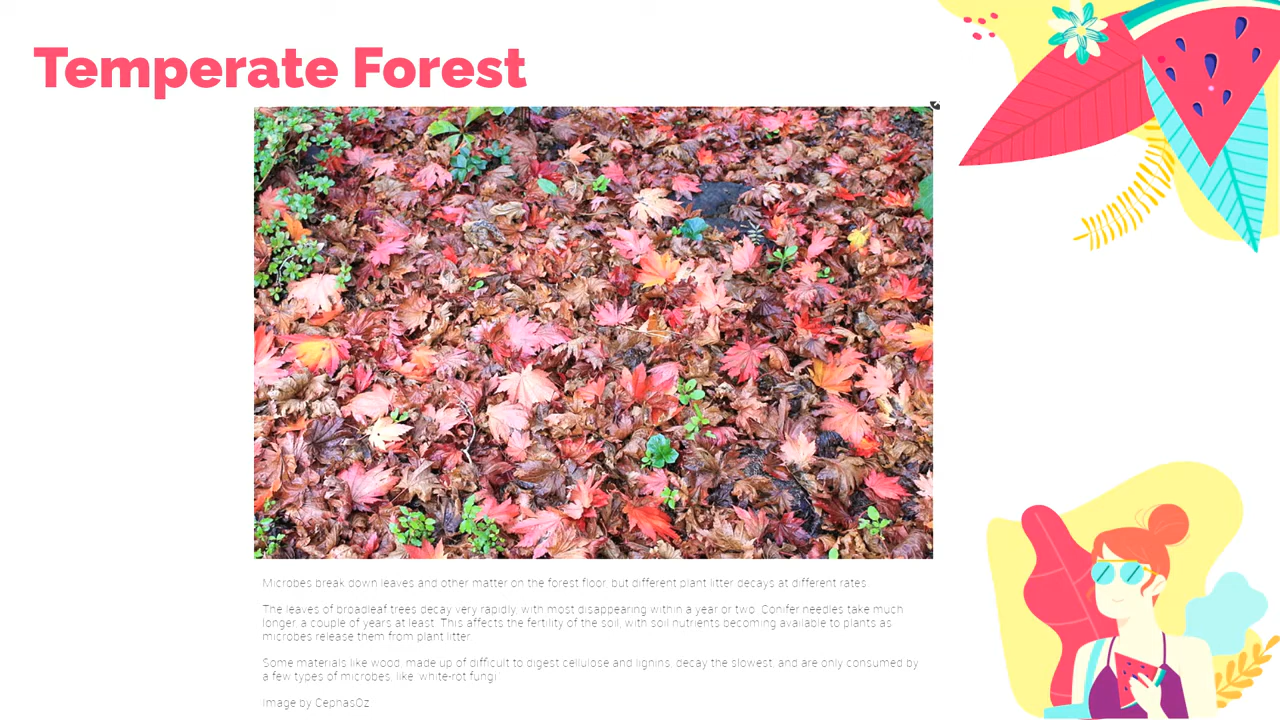 Temperate Forest
Microbes break down leaves and other matter on the forest floor, but different plant litter decays at different rates.
The leaves of broadleaf trees decay very rapidly, with most disappearing within a year or two. Conifer needles take much
longer, a couple of years at least. This affects the fertility of the soil, with soil nutrients becoming available to plants as
microbes release them from plant litter.
Some materials like wood, made up of difficult to digest cellulose and lignins, decay the slowest, and are only consumed by
a few types of microbes, like 'white-rot fungi'.
Image by CephasOz